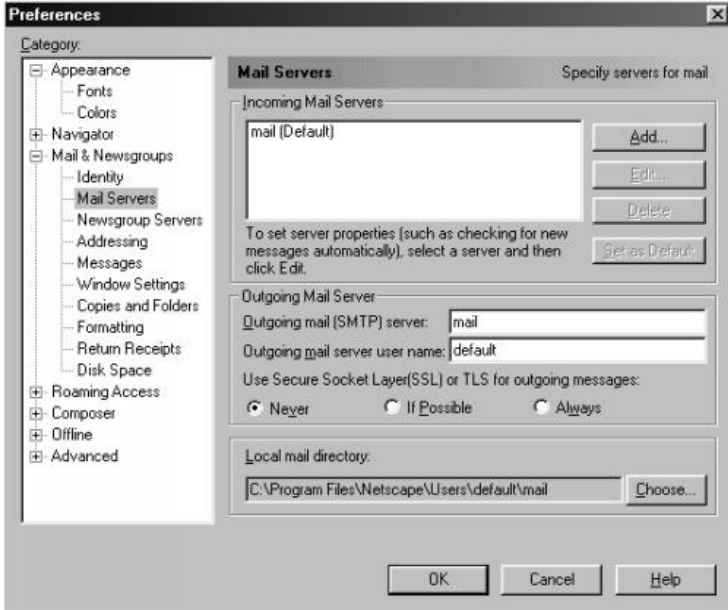 Preferences
Category:
Appearance
Fonts
Colors
Navigator
Mail & Newsgroups
Identity
Mail Servers
Newsgroup Servers
Addressing
Messages
Window Settings
Copies and Folders
Formatting
Return Receipts
Disk Space
Roaming Access
Composer
Offline
Advanced
Mail Servers Specify servers for mail
Incoming Mail Servers
mail (Default)
Add...
Edit...
Delete
Set as Default
To set server properties (such as checking for new
messages automatically), select a server and then
click Edit.
Outgoing Mail Server
Outgoing mail (SMTP) server: mail
Outgoing mail server user name: default
Use Secure Socket Layer(SSL) or TLS for outgoing messages:
Never If Possible Always
Local mail directory:
C:\Program Files\Netscape\Users\default\mail Choose...
OK Cancel Help